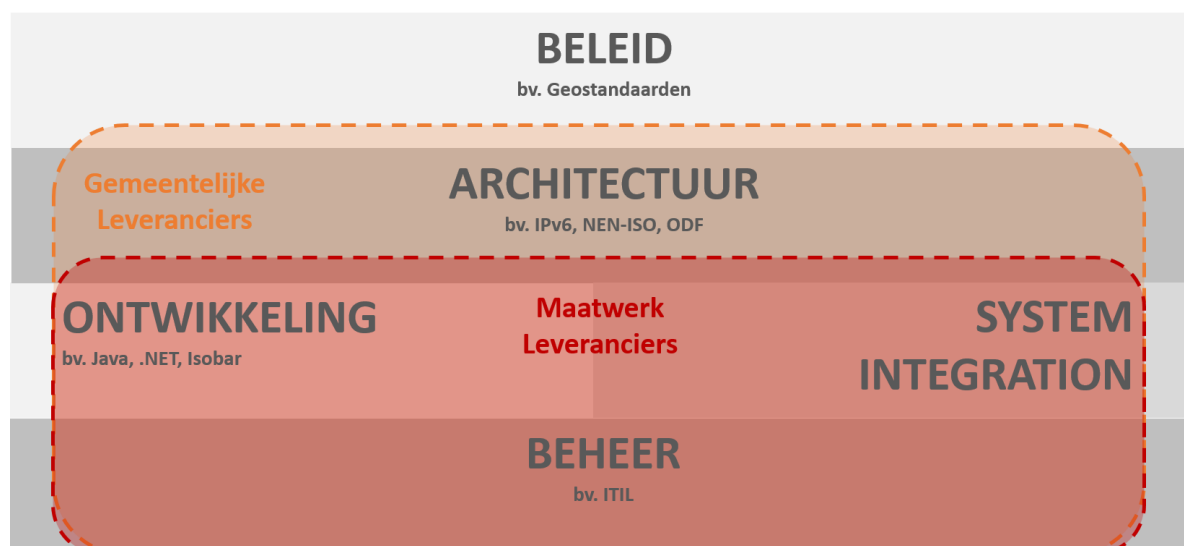 BELEID
bv. Geostandaarden
Gemeentelijke
Leveranciers
ARCHITECTUUR
bv. IPv6, NEN-ISO, ODF
ONTWIKKELING
bv. Java, .NET, Isobar
Maatwerk
Leveranciers
SYSTEM
INTEGRATION
BEHEER
bv. ITIL